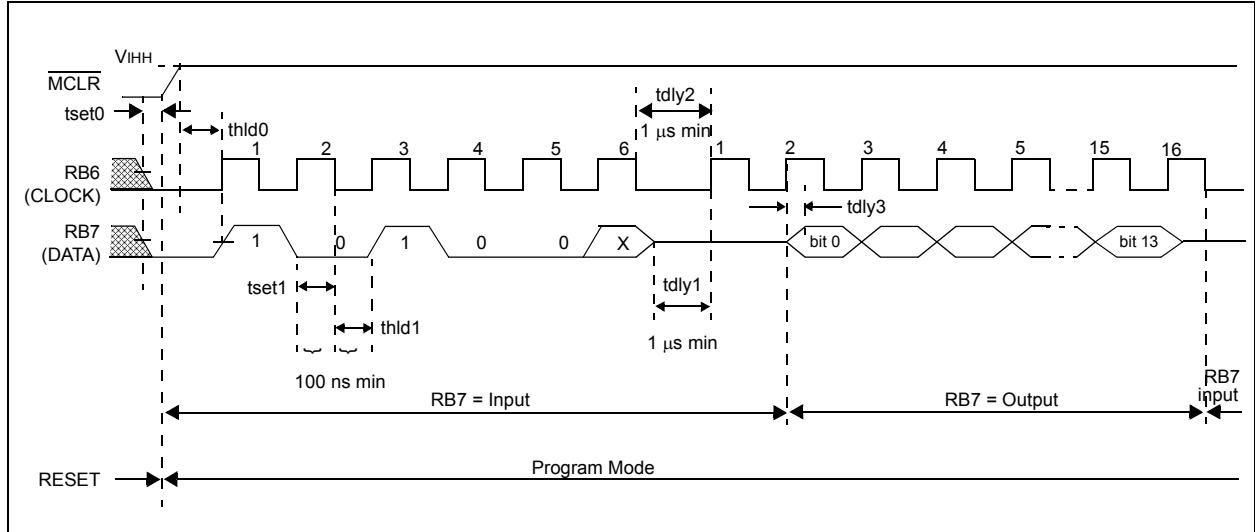 VIHH
MCLR
tset0
thld0
tdly2
1 μs min
1 2 3 4 5 6 1 2 3 4 5 15 16
RB6
(CLOCK)
tdly3
RB7
(DATA)
1 0 1 0 0 X bit 0 bit 13
tset1
tdly1
thld1
1 μs min
100 ns min
RB7 = Input
RB7 = Output
RB7
input
RESET
Program Mode